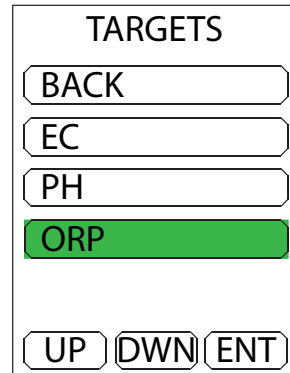 TARGETS
BACK
EC
PH
ORP
UP DWN ENT